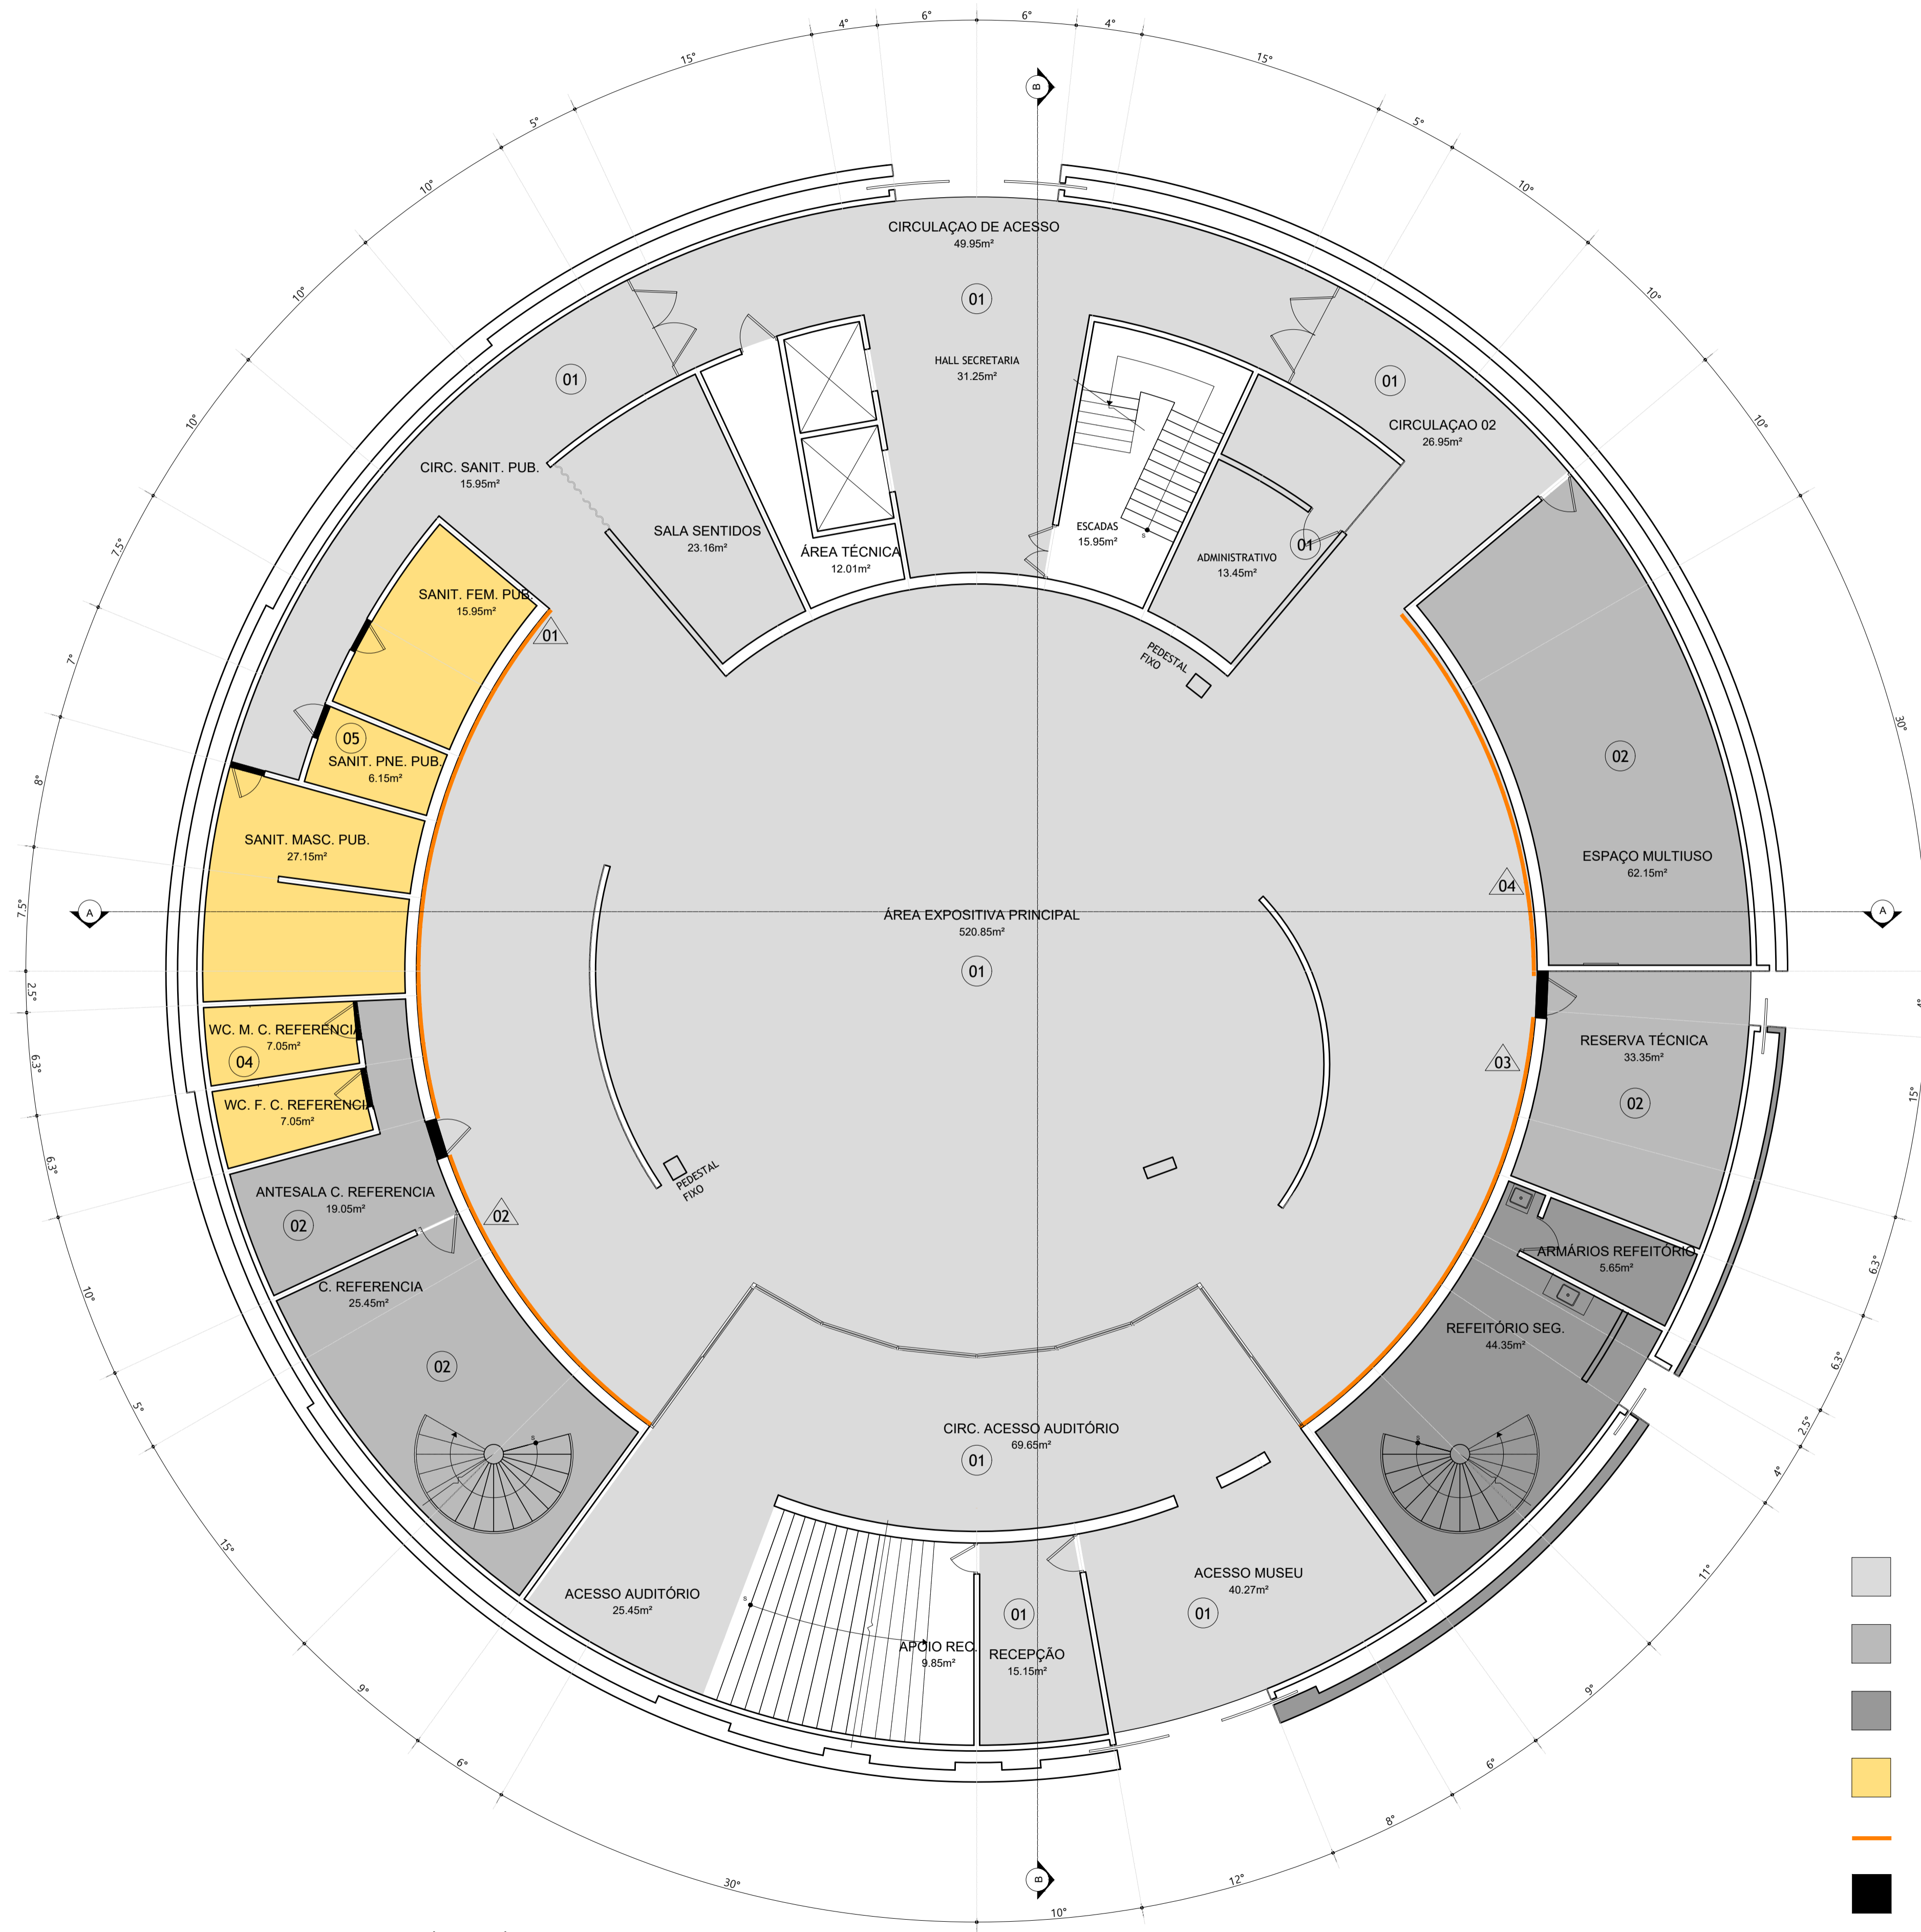 6°
6°
4°
4°
15°
15°
B
5°
5°
10°
10°
CIRCULAÇAO DE ACESSO
49.95m²
10°
10°
01
HALL SECRETARIA
31.25m²
01
01
10°
10°
CIRCULAÇAO 02
26.95m²
CIRC. SANIT. PUB.
15.95m²
SALA SENTIDOS
23.16m²
ÁREA TÉCNICA
12.01m²
ESCADAS
15.95m²
S
ADMINISTRATIVO
13.45m²
01
7.5°
SANIT. FEM. PUB.
15.95m²
01
7°
PEDESTAL
FIXO
30°
05
SANIT. PNE. PUB.
6.15m²
02
8°
SANIT. MASC. PUB.
27.15m²
ESPAÇO MULTIUSO
62.15m²
04
7.5°
A
ÁREA EXPOSITIVA PRINCIPAL
520.85m²
A
01
2.5°
4°
WC. M. C. REFERENCIA
7.05m²
04
RESERVA TÉCNICA
33.35m²
03
6.3°
WC. F. C. REFERENCIA
7.05m²
02
15°
6.3°
PEDESTAL
FIXO
ANTESALA C. REFERENCIA
19.05m²
02
02
ARMÁRIOS REFEITÓRIO
5.65m²
6.3°
10°
C. REFERENCIA
25.45m²
REFEITÓRIO SEG.
44.35m²
6.3°
02
5°
2.5°
CIRC. ACESSO AUDITÓRIO
69.65m²
01
S
S
4°
15°
11°
ACESSO AUDITÓRIO
25.45m²
S
ACESSO MUSEU
40.27m²
01
01
APOIO REC.
9.85m²
RECEPÇÃO
15.15m²
9°
9°
6°
6°
8°
30°
B
12°
10°